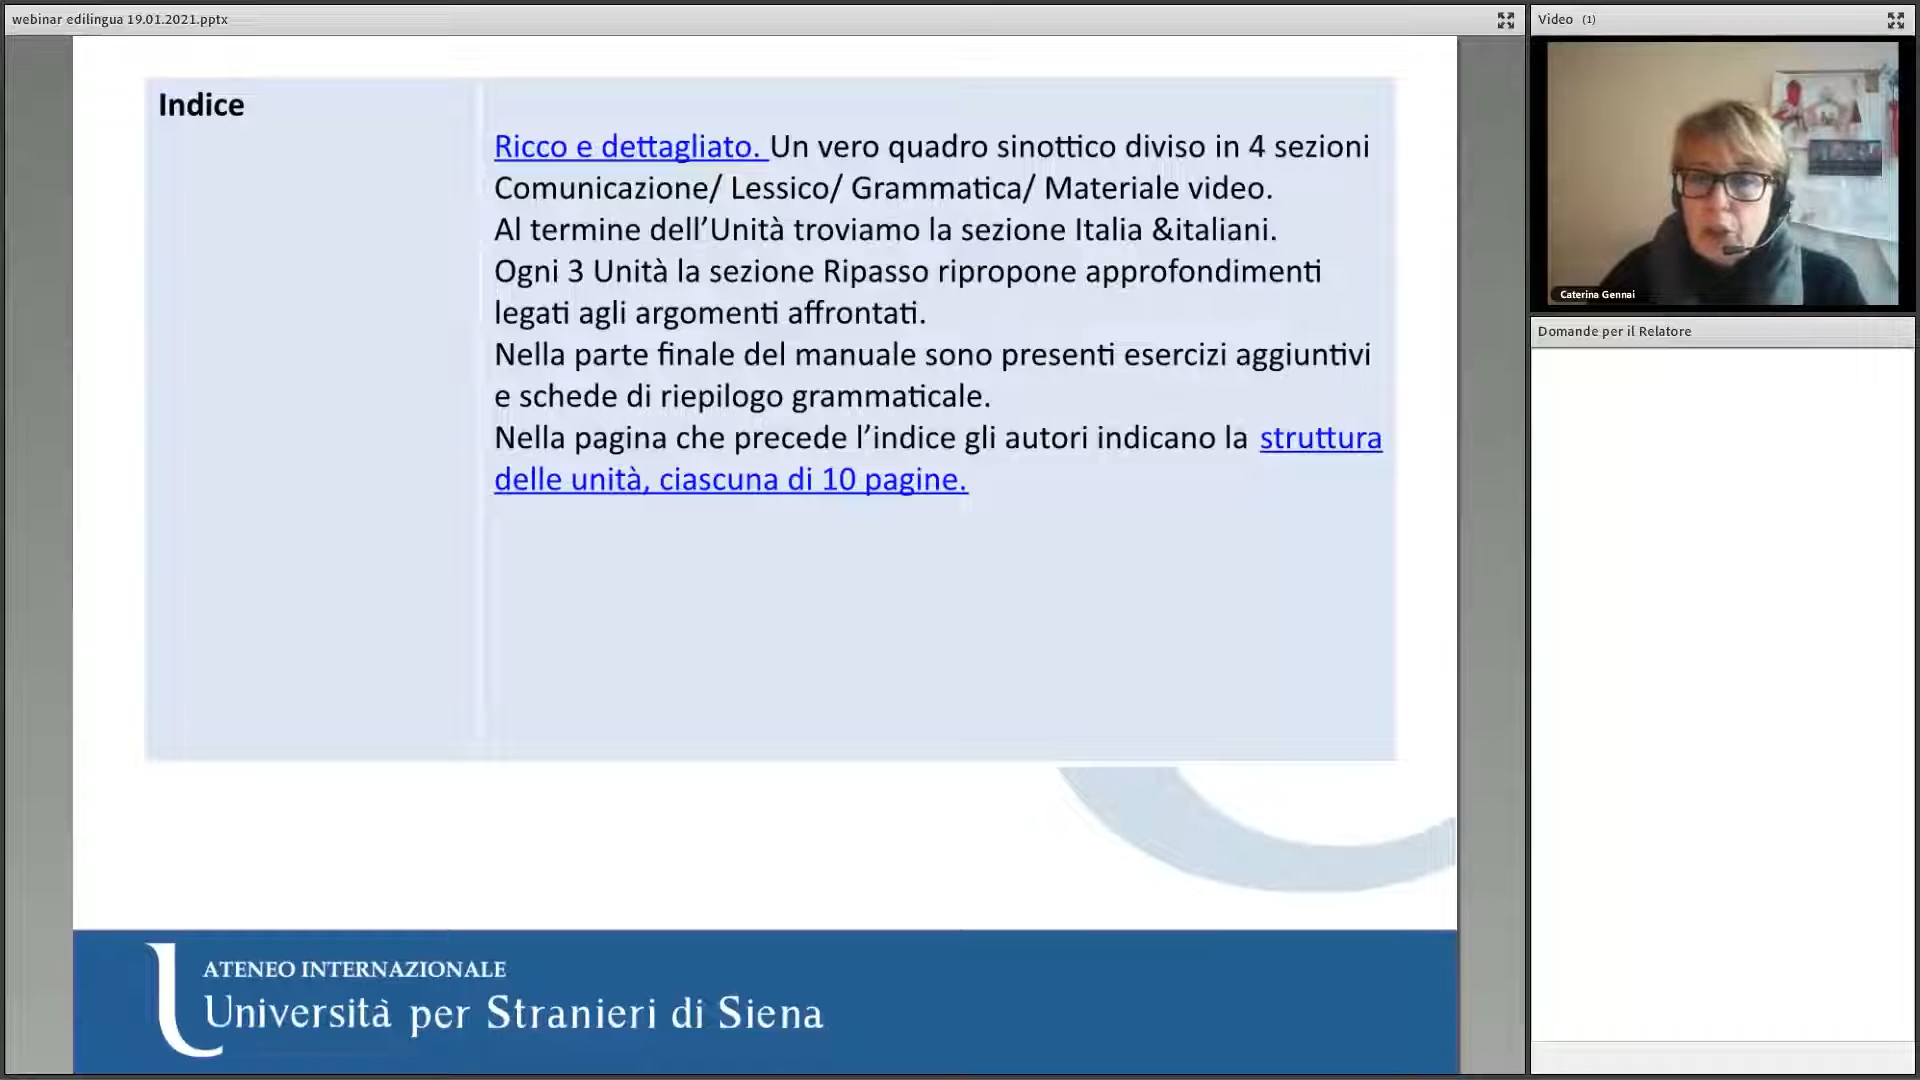 webinar edilingua 19.01.2021.pptx
Indice
Ricco e dettagliato. Un vero quadro sinottico diviso in 4 sezioni
Comunicazione/ Lessico/ Grammatica/ Materiale video.
Al termine dell’Unità troviamo la sezione Italia &italiani.
Ogni 3 Unità la sezione Ripasso ripropone approfondimenti
legati agli argomenti affrontati.
Nella parte finale del manuale sono presenti esercizi aggiuntivi
e schede di riepilogo grammaticale.
Nella pagina che precede l’indice gli autori indicano la struttura
delle unità, ciascuna di 10 pagine.
ATENEO INTERNAZIONALE
Università per Stranieri di Siena
Video (1)
Caterina Gennai
Domande per il Relatore